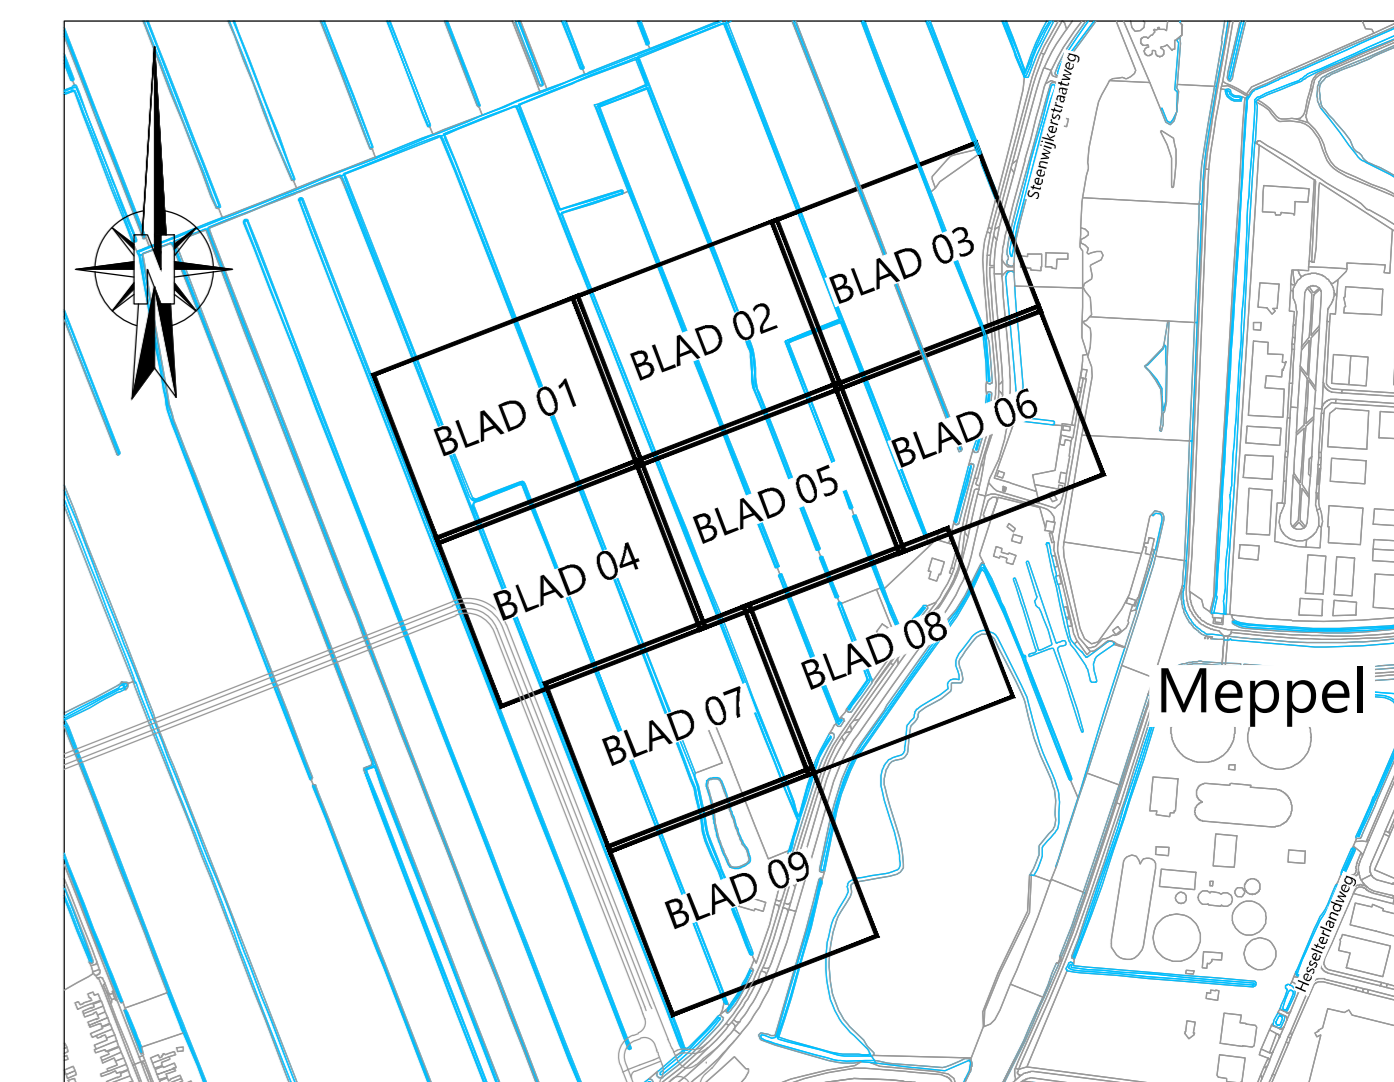 Steenwijkerstraatweg
N
BLAD 01
BLAD 02
BLAD 03
BLAD 04
BLAD 05
BLAD 06
BLAD 07
BLAD 08
BLAD 09
Meppel
Hesselterlandweg